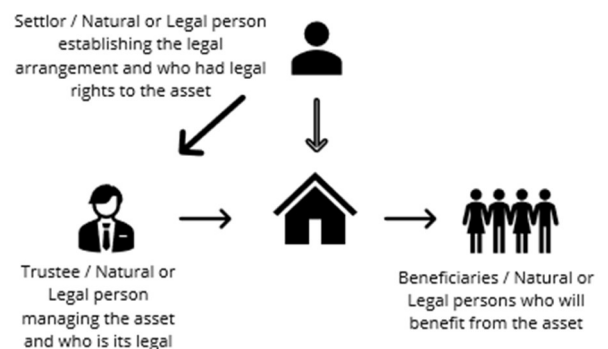 Settlor / Natural or Legal person
establishing the legal
arrangement and who had legal
rights to the asset
Trustee / Natural or
Legal person
managing the asset
and who is its legal
Beneficiaries / Natural or
Legal persons who will
benefit from the asset